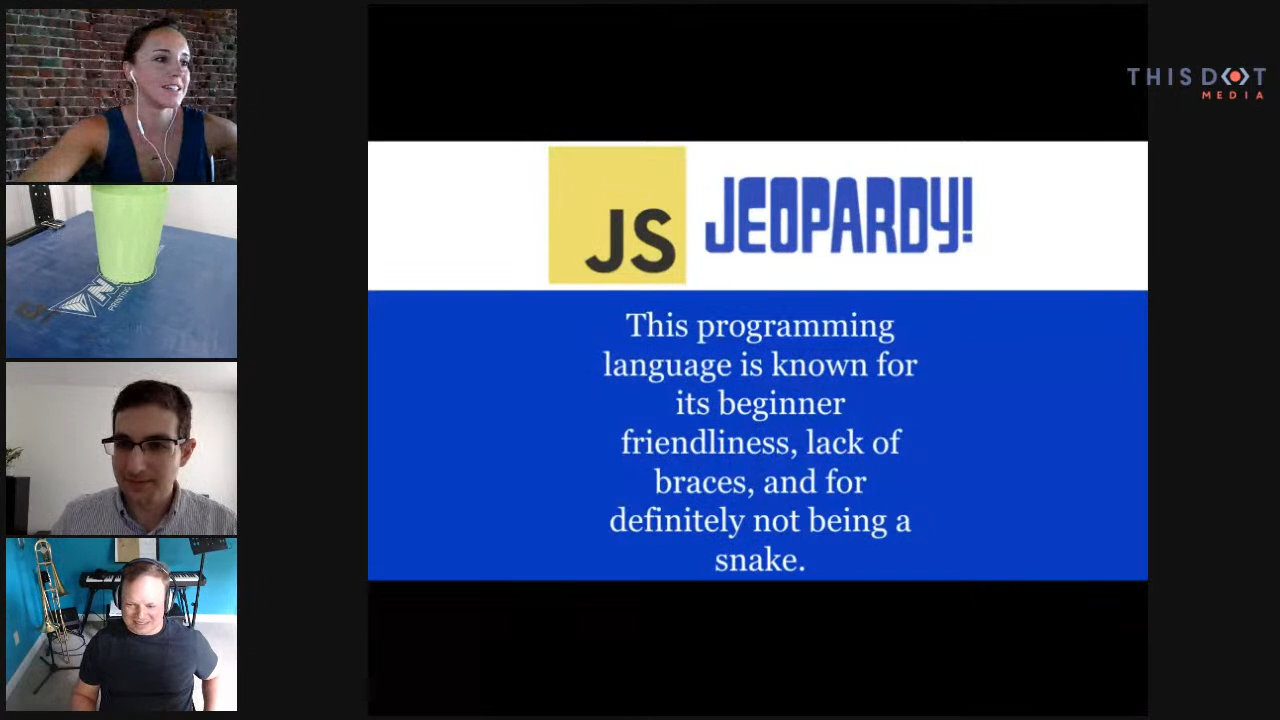 THIS DOT
MEDIA
JS
JEOPARDY!
This programming
language is known for
its beginner
friendliness, lack of
braces, and for
definitely not being a
snake.